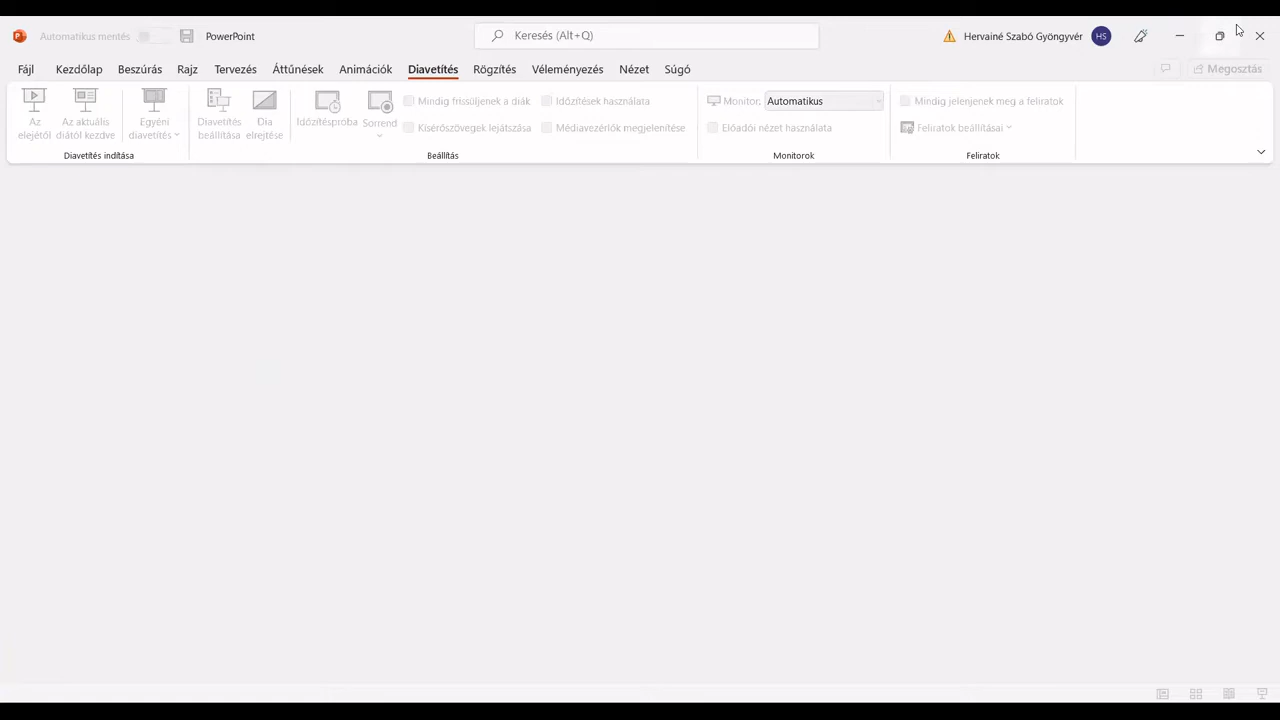 Automatikus mentés PowerPoint Keresés (Alt+Q) Hervainé Szabó Gyöngyvér HS
Fájl Kezdőlap Beszúrás Rajz Tervezés Áttűnések Animációk Diavetítés Rögzítés Véleményezés Nézet Súgó Megosztás
Az elejétől
Az aktuális diától kezdve
Egyéni diavetítés
Diavetítés indítása
Diavetítés beállítása
Dia elrejtése
Időzítéspróba
Sorrend
Mindig frissüljenek a diák
Kísérőszövegek lejátszása
Időzítések használata
Médiavezérlők megjelenítése
Beállítás
Monitor: Automatikus
Előadói nézet használata
Monitorok
Mindig jelenjenek meg a feliratok
Feliratok beállításai
Feliratok